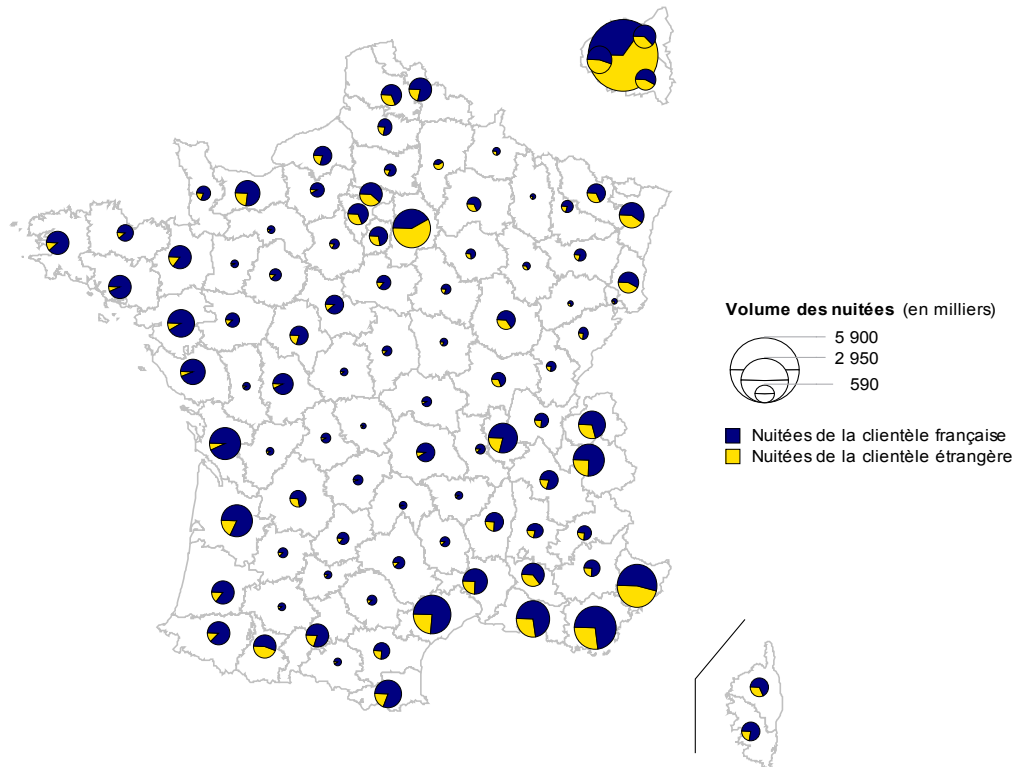 Volume des nuitées (en milliers)
5 900
2 950
590
Nuitées de la clientèle française
Nuitées de la clientèle étrangère